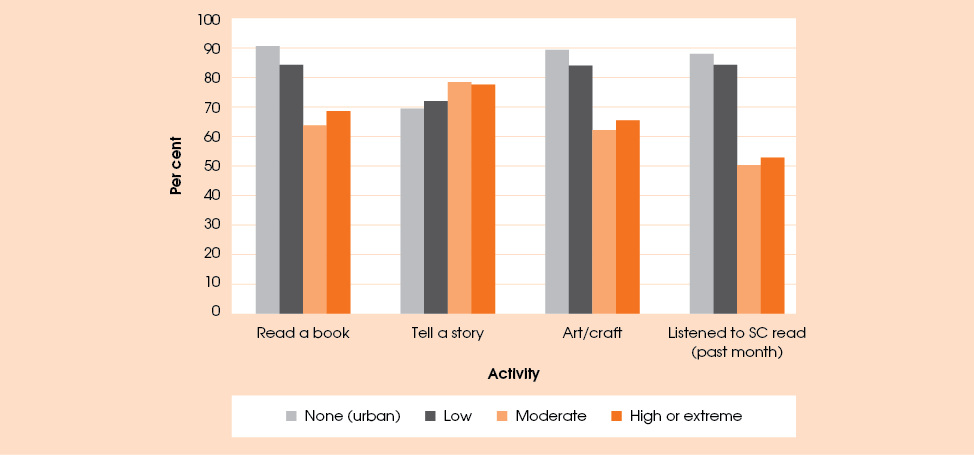 100
90
80
70
60
50
40
30
20
10
0
Per cent
Read a book
Tell a story
Art/craft
Listened to SC read
(past month)
Activity
None (urban) Low Moderate High or extreme